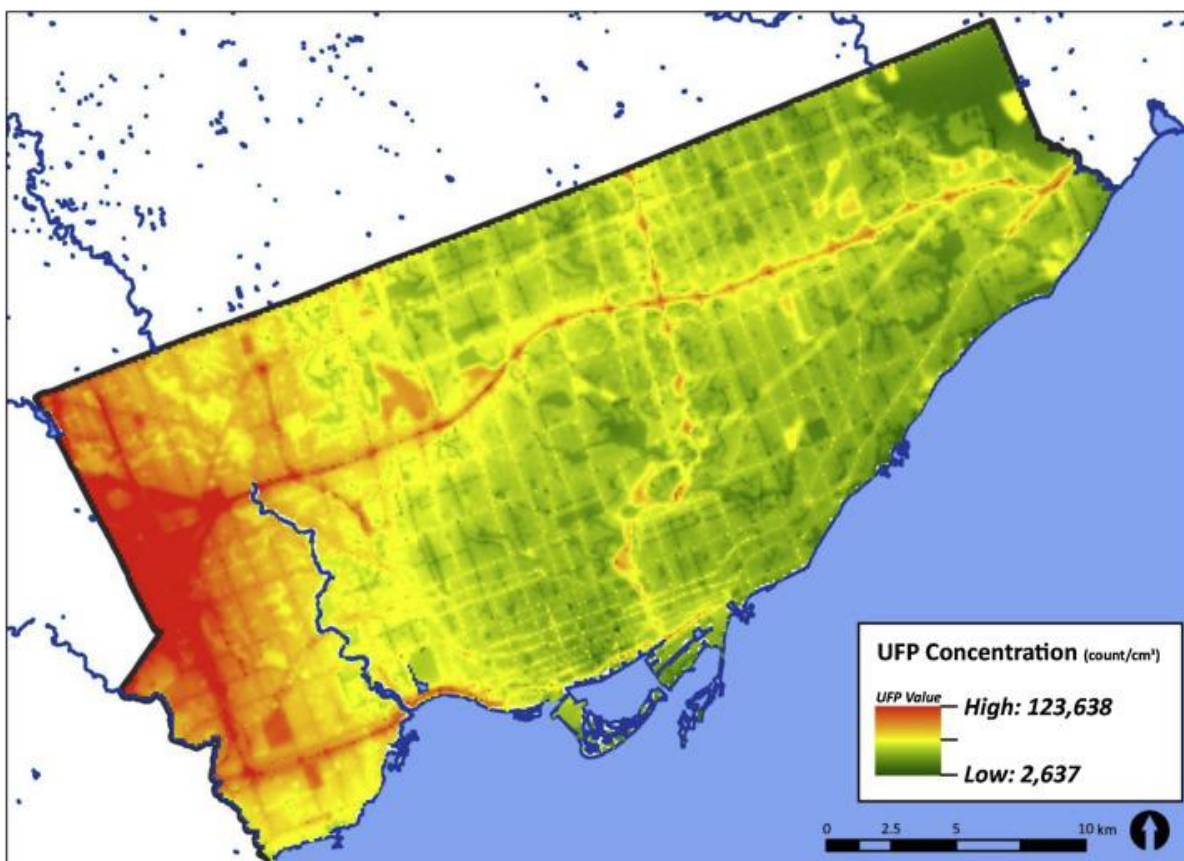 UFP Concentration (count/cm³)
UFP Value
High: 123,638
Low: 2,637
0 2.5 5 10 km